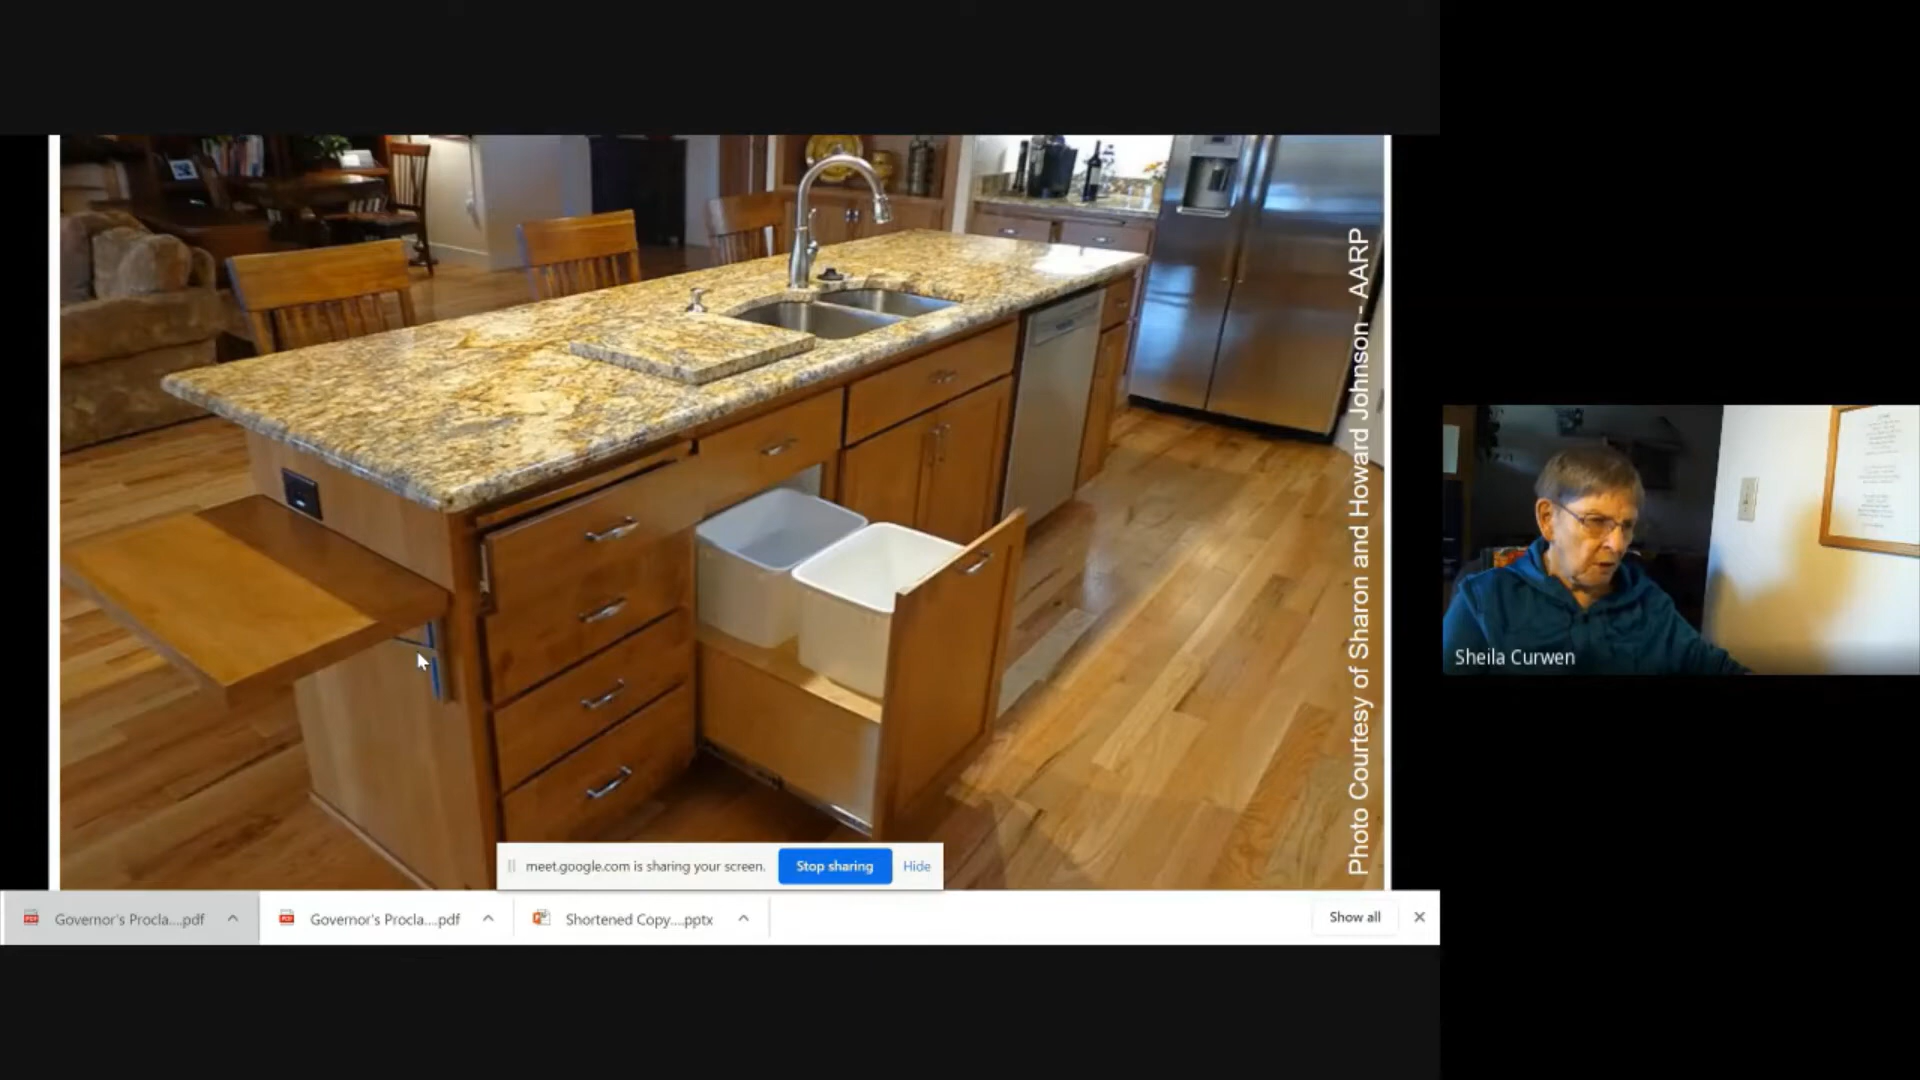 Photo Courtesy of Sharon and Howard Johnson - AARP
Sheila Curwen
meet.google.com is sharing your screen.
Stop sharing
Hide
Governor's Procla....pdf
Governor's Procla....pdf
Shortened Copy....pptx
Show all